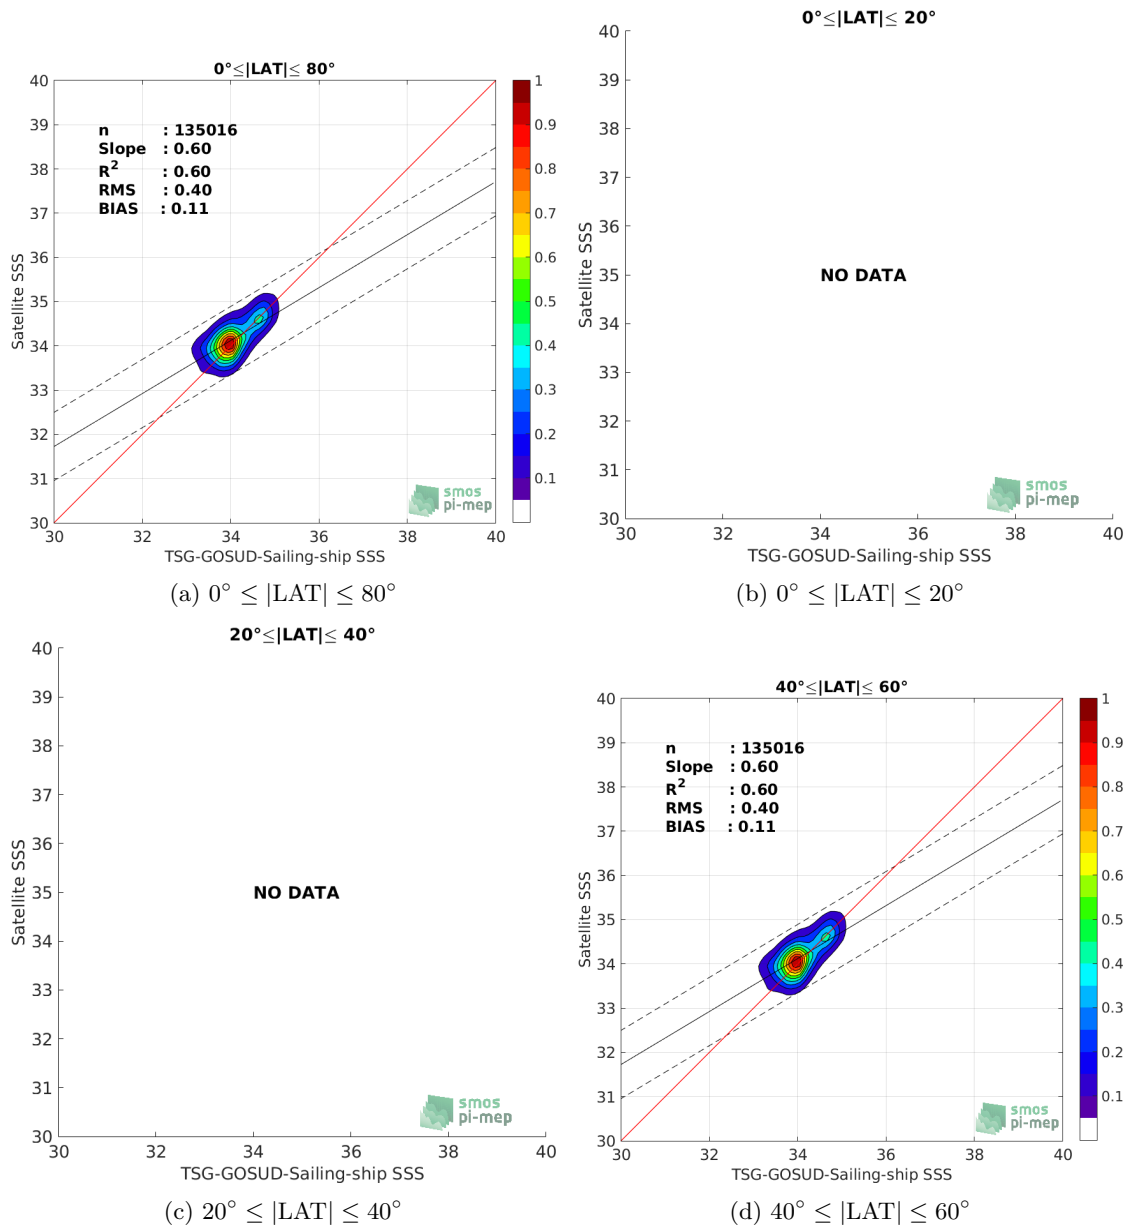 0°≤|LAT|≤ 80°
40
39
38
37
36
35
34
33
32
31
30
Satellite SSS
n : 135016
Slope : 0.60
R² : 0.60
RMS : 0.40
BIAS : 0.11
smos
pi-mep
30 32 34 36 38 40
TSG-GOSUD-Sailing-ship SSS
1
0.9
0.8
0.7
0.6
0.5
0.4
0.3
0.2
0.1
(a) 0° ≤ |LAT| ≤ 80°
0°≤|LAT|≤ 20°
40
39
38
37
36
35
34
33
32
31
30
Satellite SSS
NO DATA
smos
pi-mep
30 32 34 36 38 40
TSG-GOSUD-Sailing-ship SSS
(b) 0° ≤ |LAT| ≤ 20°
20°≤|LAT|≤ 40°
40
39
38
37
36
35
34
33
32
31
30
Satellite SSS
NO DATA
smos
pi-mep
30 32 34 36 38 40
TSG-GOSUD-Sailing-ship SSS
(c) 20° ≤ |LAT| ≤ 40°
40°≤|LAT|≤ 60°
40
39
38
37
36
35
34
33
32
31
30
Satellite SSS
n : 135016
Slope : 0.60
R² : 0.60
RMS : 0.40
BIAS : 0.11
smos
pi-mep
30 32 34 36 38 40
TSG-GOSUD-Sailing-ship SSS
1
0.9
0.8
0.7
0.6
0.5
0.4
0.3
0.2
0.1
(d) 40° ≤ |LAT| ≤ 60°